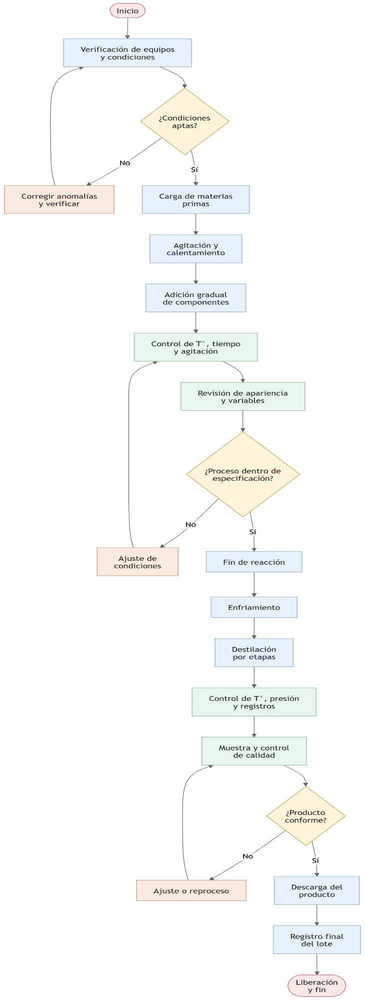 Inicio
Verificación de equipos
y condiciones
¿Condiciones
aptas?
No
Sí
Corregir anomalías
y verificar
Carga de materias
primas
Agitación y
calentamiento
Adición gradual
de componentes
Control de T°, tiempo
y agitación
Revisión de apariencia
y variables
¿Proceso dentro de
especificación?
No
Sí
Ajuste de
condiciones
Fin de reacción
Enfriamiento
Destilación
por etapas
Control de T°, presión
y registros
Muestra y control
de calidad
¿Producto
conforme?
No
Sí
Ajuste o reproceso
Descarga del
producto
Registro final
del lote
Liberación
y fin